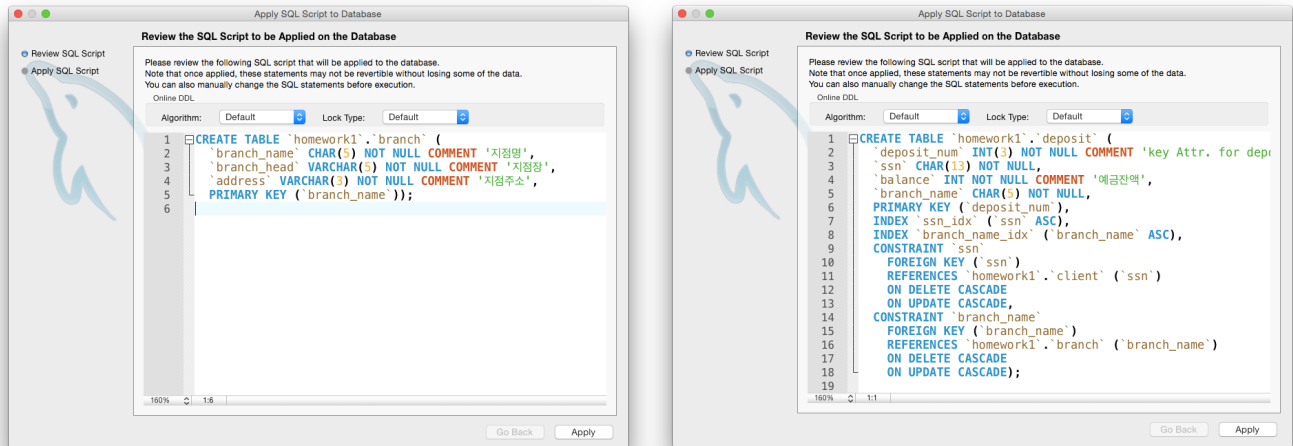 Apply SQL Script to Database
Review the SQL Script to be Applied on the Database
Review SQL Script
Apply SQL Script
Please review the following SQL script that will be applied to the database.
Note that once applied, these statements may not be revertible without losing some of the data.
You can also manually change the SQL statements before execution.
Online DDL
Algorithm: Default Lock Type: Default
1 CREATE TABLE `homework1`.`branch` (
2 `branch_name` CHAR(5) NOT NULL COMMENT '지점명',
3 `branch_head` VARCHAR(5) NOT NULL COMMENT '지점장',
4 `address` VARCHAR(3) NOT NULL COMMENT '지점주소',
5 PRIMARY KEY (`branch_name`));
6
160% 1:6
Go Back Apply
Apply SQL Script to Database
Review the SQL Script to be Applied on the Database
Review SQL Script
Apply SQL Script
Please review the following SQL script that will be applied to the database.
Note that once applied, these statements may not be revertible without losing some of the data.
You can also manually change the SQL statements before execution.
Online DDL
Algorithm: Default Lock Type: Default
1 CREATE TABLE `homework1`.`deposit` (
2 `deposit_num` INT(3) NOT NULL COMMENT 'key Attr. for depo
3 `ssn` CHAR(13) NOT NULL,
4 `balance` INT NOT NULL COMMENT '예금잔액',
5 `branch_name` CHAR(5) NOT NULL,
6 PRIMARY KEY (`deposit_num`),
7 INDEX `ssn_idx` (`ssn` ASC),
8 INDEX `branch_name_idx` (`branch_name` ASC),
9 CONSTRAINT `ssn`
10 FOREIGN KEY (`ssn`)
11 REFERENCES `homework1`.`client` (`ssn`)
12 ON DELETE CASCADE
13 ON UPDATE CASCADE,
14 CONSTRAINT `branch_name`
15 FOREIGN KEY (`branch_name`)
16 REFERENCES `homework1`.`branch` (`branch_name`)
17 ON DELETE CASCADE
18 ON UPDATE CASCADE);
19
160% 1:1
Go Back Apply